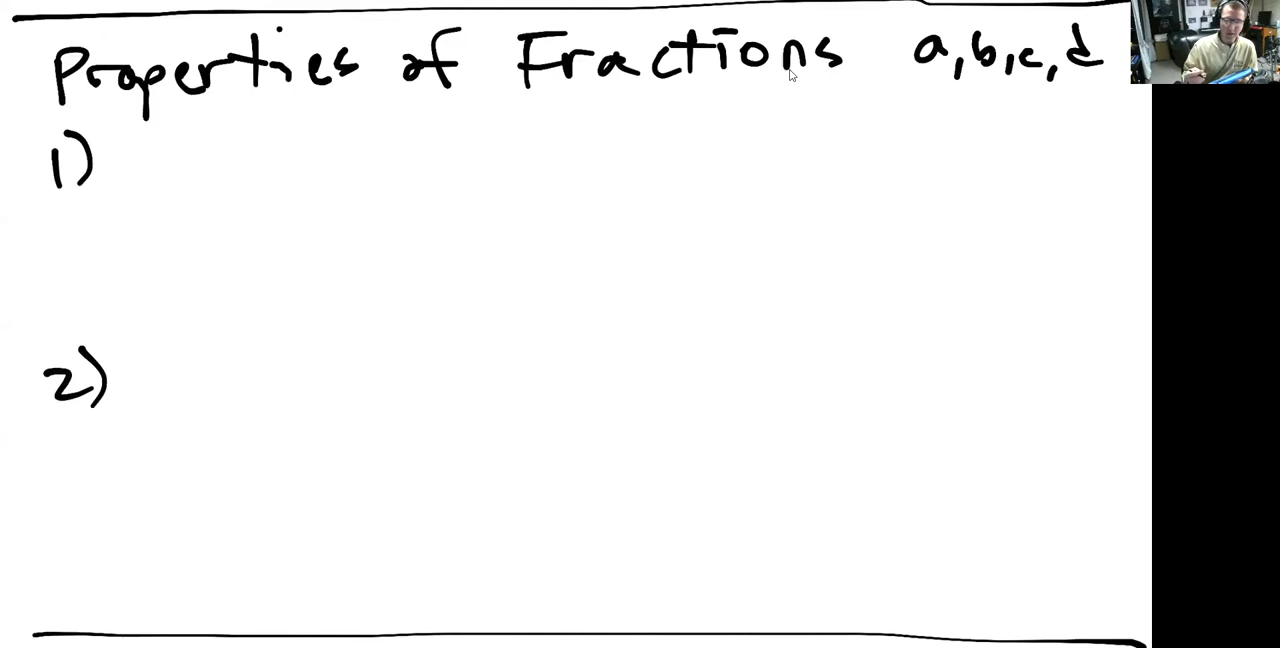 Properties of Fractions a,b,c,d
1)
2)